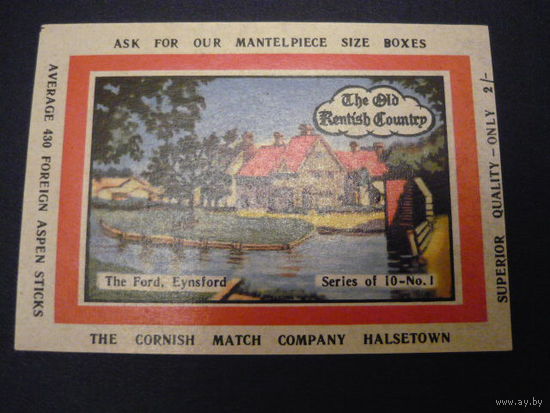 ASK FOR OUR MANTELPIECE SIZE BOXES
AVERAGE 430 FOREIGN ASPEN STICKS
The Old
Kentish Country
SUPERIOR QUALITY - ONLY 2/-
The Ford, Eynsford
Series of 10-No. 1
THE CORNISH MATCH COMPANY HALSETOWN
© www.ay.by